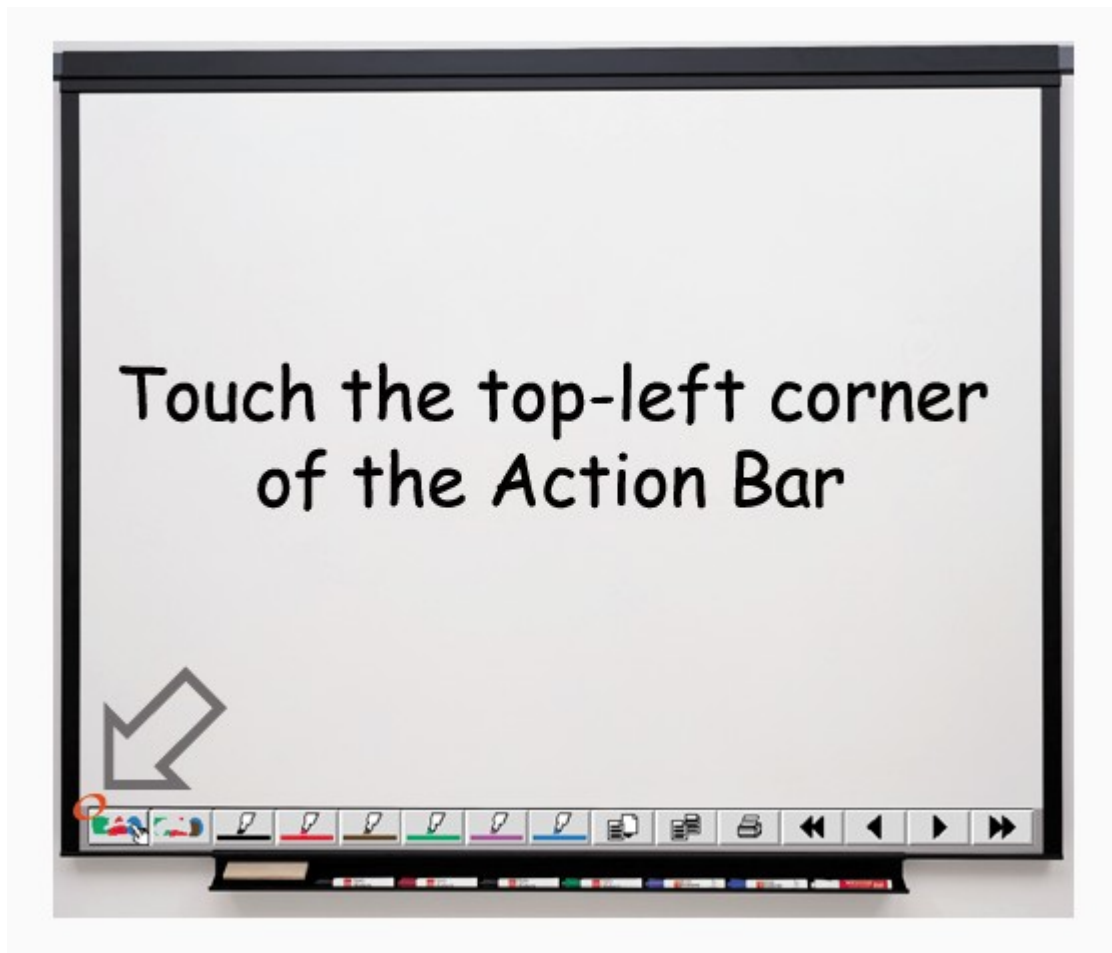 Touch the top-left corner
of the Action Bar